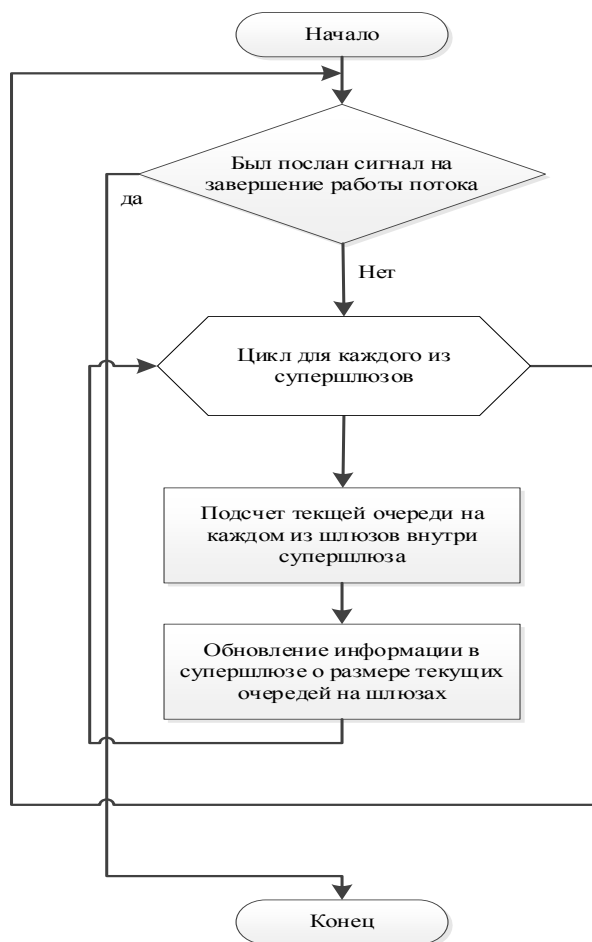 Начало
Был послан сигнал на
завершение работы потока
да
Нет
Цикл для каждого из
супершлюзов
Подсчет текщей очереди на
каждом из шлюзов внутри
супершлюза
Обновление информации в
супершлюзе о размере текущих
очередей на шлюзах
Конец